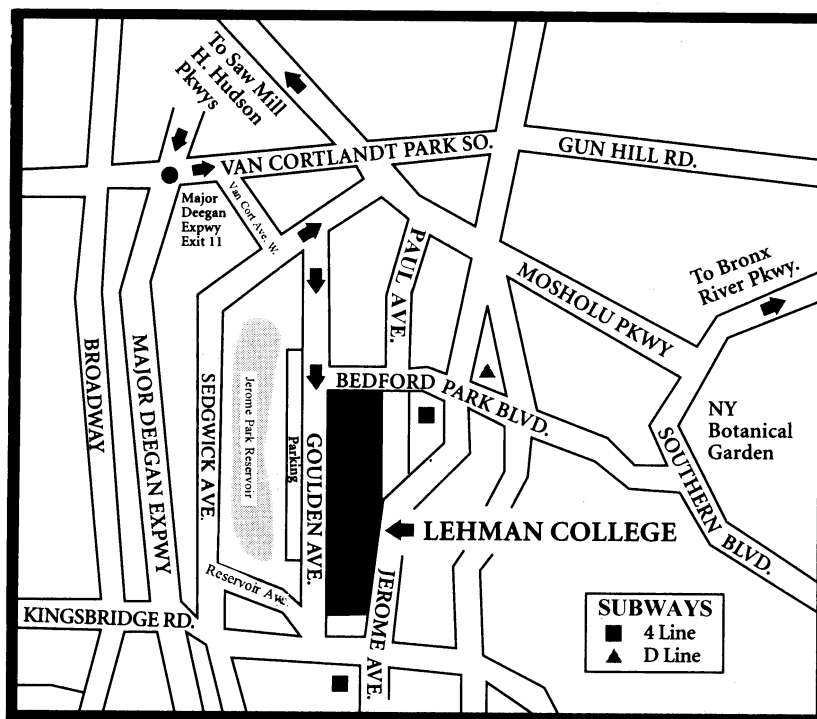 To Saw Mill
H. Hudson
Pkwys
VAN CORTLANDT PARK SO.
GUN HILL RD.
Major
Deegan
Expwy
Exit 11
Van Cort Ave. W.
PAUL AVE.
MOSHOLU PKWY
To Bronx
River Pkwy.
BROADWAY
MAJOR DEEGAN EXPWY
SEDGWICK AVE.
Jerome Park Reservoir
Parking
GOULDEN AVE.
BEDFORD PARK BLVD.
NY
Botanical
Garden
SOUTHERN BLVD.
LEHMAN COLLEGE
Reservoir Ave.
JEROME AVE.
KINGSBRIDGE RD.
SUBWAYS
4 Line
D Line